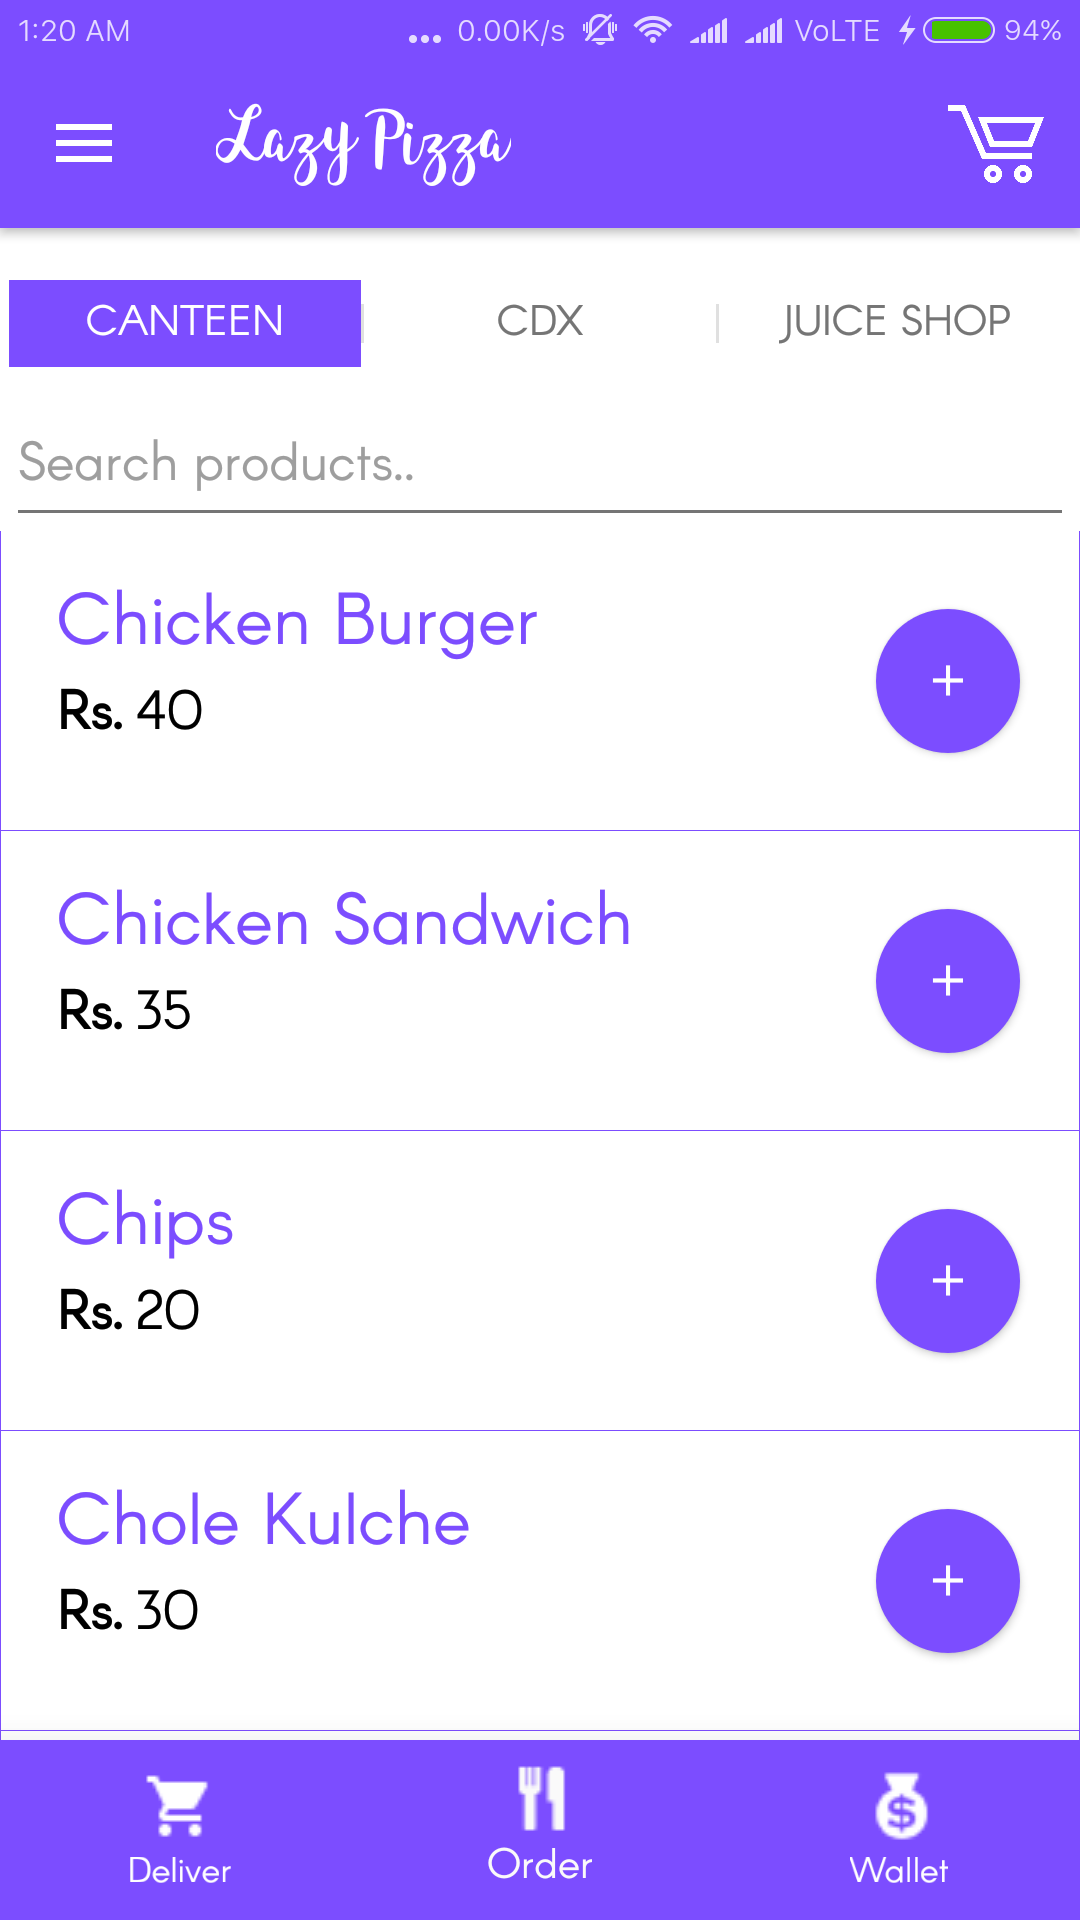 1:20 AM ... 0.00K/s VoLTE 94%
Lazy Pizza
CANTEEN CDX JUICE SHOP
Search products..
Chicken Burger
Rs. 40
+
Chicken Sandwich
Rs. 35
+
Chips
Rs. 20
+
Chole Kulche
Rs. 30
+
$
Deliver Order Wallet